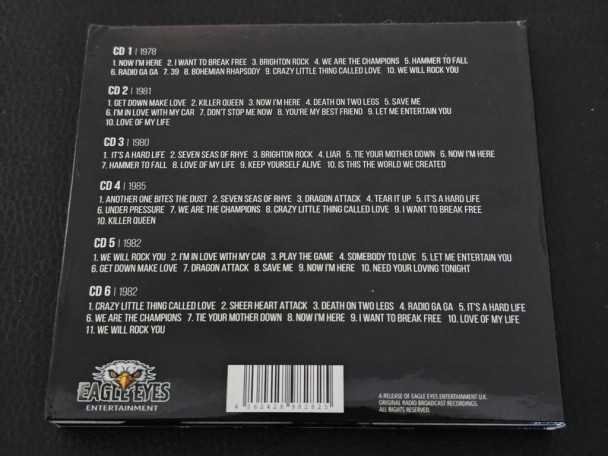 CD 1 | 1978
1. NOW I'M HERE 2. I WANT TO BREAK FREE 3. BRIGHTON ROCK 4. WE ARE THE CHAMPIONS 5. HAMMER TO FALL
6. RADIO GA GA 7. 39 8. BOHEMIAN RHAPSODY 9. CRAZY LITTLE THING CALLED LOVE 10. WE WILL ROCK YOU
CD 2 | 1981
1. GET DOWN MAKE LOVE 2. KILLER QUEEN 3. NOW I'M HERE 4. DEATH ON TWO LEGS 5. SAVE ME
6. I'M IN LOVE WITH MY CAR 7. DON'T STOP ME NOW 8. YOU'RE MY BEST FRIEND 9. LET ME ENTERTAIN YOU
10. LOVE OF MY LIFE
CD 3 | 1980
1. IT'S A HARD LIFE 2. SEVEN SEAS OF RHYE 3. BRIGHTON ROCK 4. LIAR 5. TIE YOUR MOTHER DOWN 6. NOW I'M HERE
7. HAMMER TO FALL 8. LOVE OF MY LIFE 9. KEEP YOURSELF ALIVE 10. IS THIS THE WORLD WE CREATED
CD 4 | 1985
1. ANOTHER ONE BITES THE DUST 2. SEVEN SEAS OF RHYE 3. DRAGON ATTACK 4. TEAR IT UP 5. IT'S A HARD LIFE
6. UNDER PRESSURE 7. WE ARE THE CHAMPIONS 8. CRAZY LITTLE THING CALLED LOVE 9. I WANT TO BREAK FREE
10. KILLER QUEEN
CD 5 | 1982
1. WE WILL ROCK YOU 2. I'M IN LOVE WITH MY CAR 3. PLAY THE GAME 4. SOMEBODY TO LOVE 5. LET ME ENTERTAIN YOU
6. GET DOWN MAKE LOVE 7. DRAGON ATTACK 8. SAVE ME 9. NOW I'M HERE 10. NEED YOUR LOVING TONIGHT
CD 6 | 1982
1. CRAZY LITTLE THING CALLED LOVE 2. SHEER HEART ATTACK 3. DEATH ON TWO LEGS 4. RADIO GA GA 5. IT'S A HARD LIFE
6. WE ARE THE CHAMPIONS 7. TIE YOUR MOTHER DOWN 8. NOW I'M HERE 9. I WANT TO BREAK FREE 10. LOVE OF MY LIFE
11. WE WILL ROCK YOU
EAGLE EYES
ENTERTAINMENT
A RELEASE OF EAGLE EYES ENTERTAINMENT U.K.
ORIGINAL RADIO BROADCAST RECORDINGS.
ALL RIGHTS RESERVED.